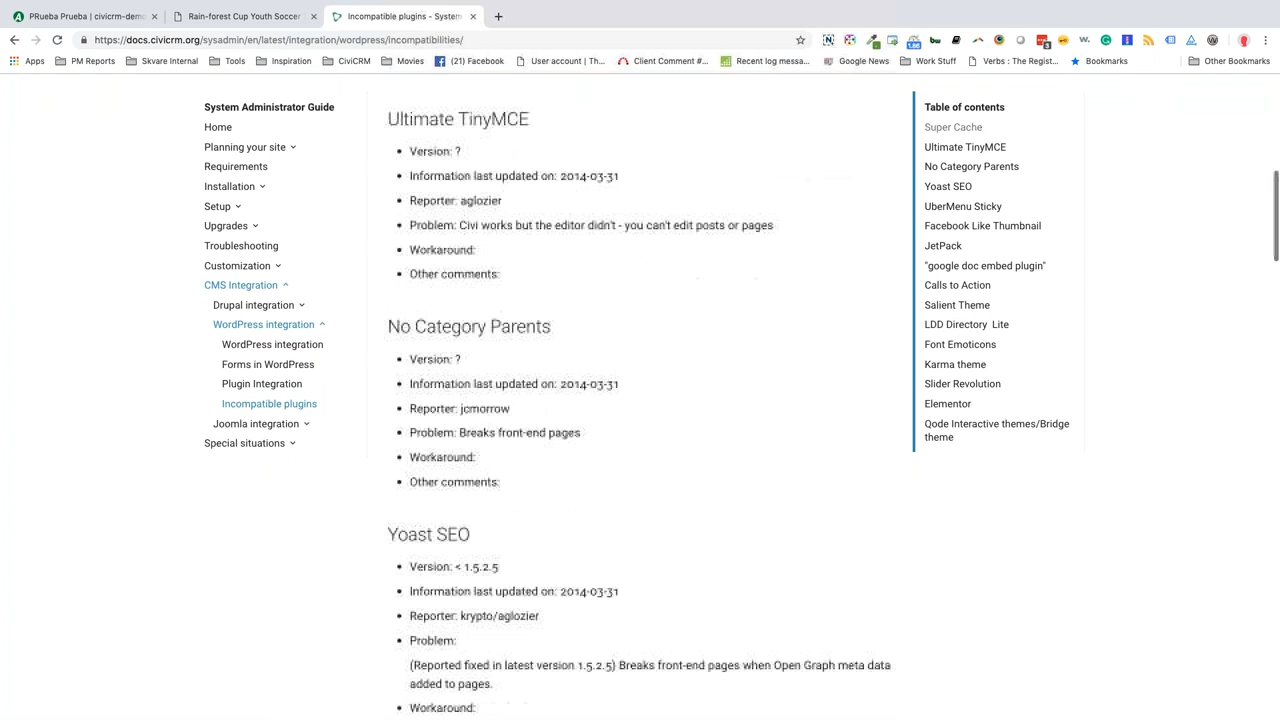 PRueba Prueba | civicrm-dem
Rain-forest Cup Youth Soccer
Incompatible plugins - System
https://docs.civicrm.org/sysadmin/en/latest/integration/wordpress/incompatibilities/
Apps
PM Reports
Skvare Internal
Tools
Inspiration
CiviCRM
Movies
(21) Facebook
User account | Th...
Client Comment #...
Recent log messa...
Google News
Work Stuff
Verbs : The Regist...
Bookmarks
Other Bookmarks
System Administrator Guide
Home
Planning your site
Requirements
Installation
Setup
Upgrades
Troubleshooting
Customization
CMS Integration
Drupal integration
WordPress integration
WordPress integration
Forms in WordPress
Plugin Integration
Incompatible plugins
Joomla integration
Special situations
Ultimate TinyMCE
Version: ?
Information last updated on: 2014-03-31
Reporter: aglozier
Problem: Civi works but the editor didn't - you can't edit posts or pages
Workaround:
Other comments:
No Category Parents
Version: ?
Information last updated on: 2014-03-31
Reporter: jcmorrow
Problem: Breaks front-end pages
Workaround:
Other comments:
Yoast SEO
Version: < 1.5.2.5
Information last updated on: 2014-03-31
Reporter: krypto/aglozier
Problem:
(Reported fixed in latest version 1.5.2.5) Breaks front-end pages when Open Graph meta data
added to pages.
Workaround:
Table of contents
Super Cache
Ultimate TinyMCE
No Category Parents
Yoast SEO
UberMenu Sticky
Facebook Like Thumbnail
JetPack
"google doc embed plugin"
Calls to Action
Salient Theme
LDD Directory Lite
Font Emoticons
Karma theme
Slider Revolution
Elementor
Qode Interactive themes/Bridge
theme